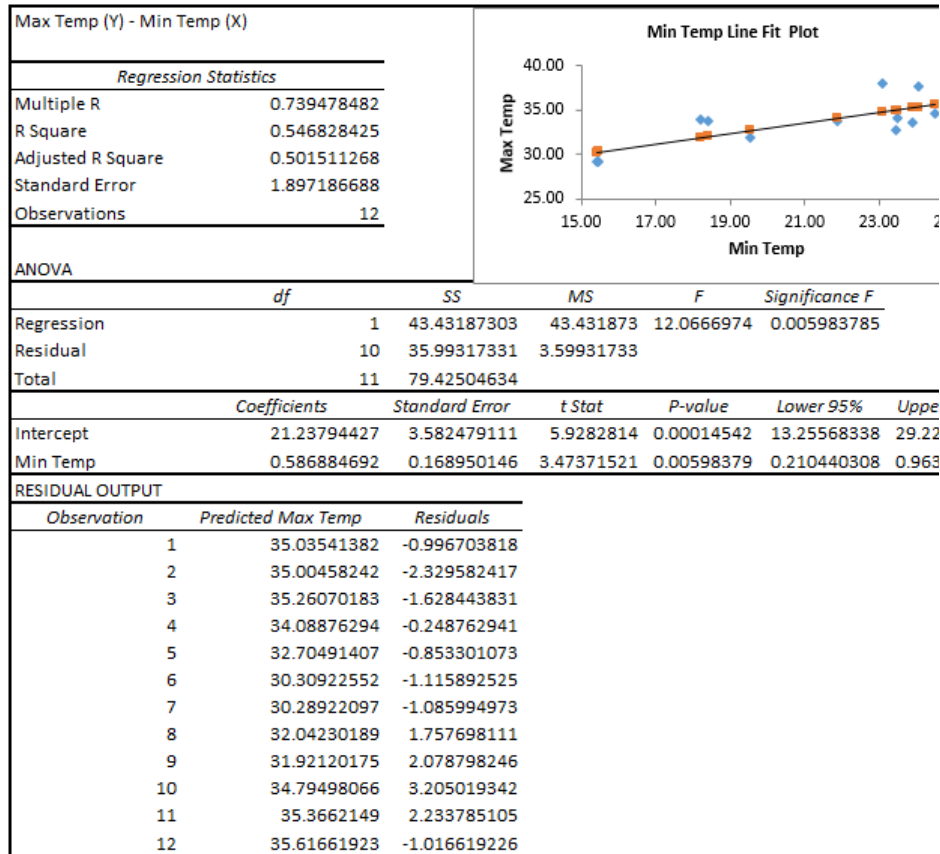 Max Temp (Y) - Min Temp (X)
Regression Statistics
Multiple R 0.739478482
R Square 0.546828425
Adjusted R Square 0.501511268
Standard Error 1.897186688
Observations 12
Min Temp Line Fit Plot
Max Temp
40.00
35.00
30.00
25.00
15.00 17.00 19.00 21.00 23.00 2
Min Temp
ANOVA
df SS MS F Significance F
Regression 1 43.43187303 43.431873 12.0666974 0.005983785
Residual 10 35.99317331 3.59931733
Total 11 79.42504634
Coefficients Standard Error t Stat P-value Lower 95% Uppe
Intercept 21.23794427 3.582479111 5.9282814 0.00014542 13.25568338 29.22
Min Temp 0.586884692 0.168950146 3.47371521 0.00598379 0.210440308 0.963
RESIDUAL OUTPUT
Observation Predicted Max Temp Residuals
1 35.03541382 -0.996703818
2 35.00458242 -2.329582417
3 35.26070183 -1.628443831
4 34.08876294 -0.248762941
5 32.70491407 -0.853301073
6 30.30922552 -1.115892525
7 30.28922097 -1.085994973
8 32.04230189 1.757698111
9 31.92120175 2.078798246
10 34.79498066 3.205019342
11 35.3662149 2.233785105
12 35.61661923 -1.016619226